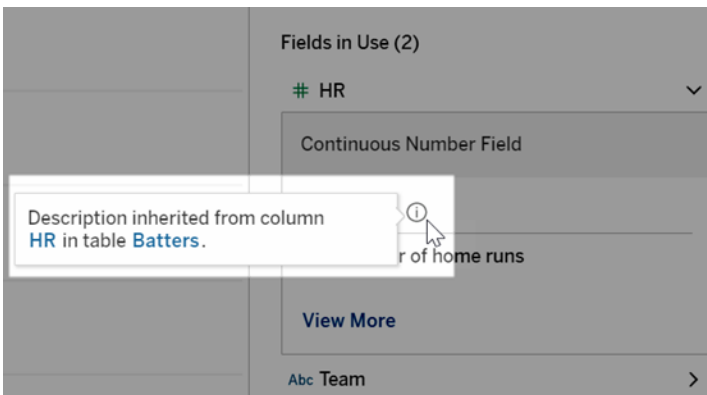 Fields in Use (2)
# HR
Continuous Number Field
Description inherited from column
HR in table Batters.
r of home runs
View More
Abc Team